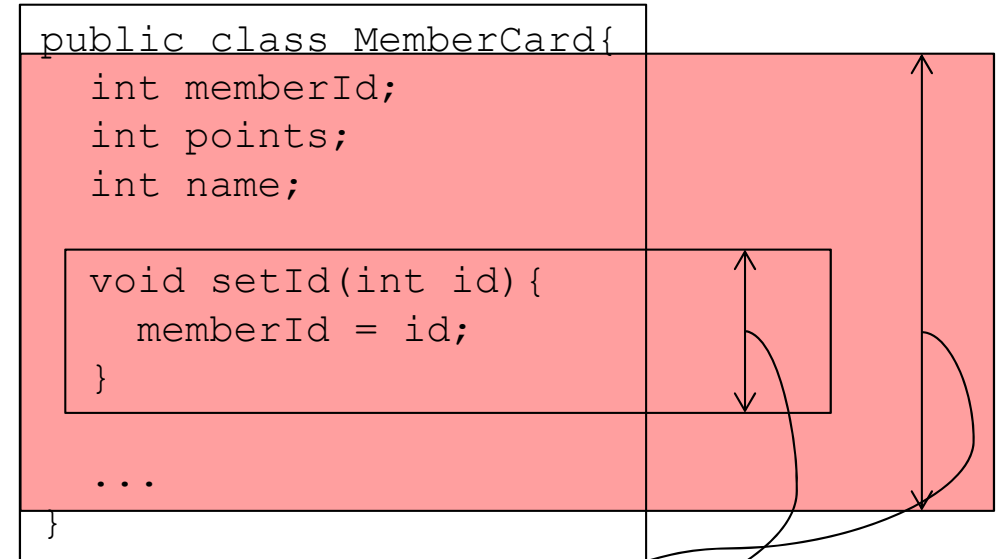 public class MemberCard{
int memberId;
int points;
int name;
void setId(int id){
memberId = id;
}
...
}